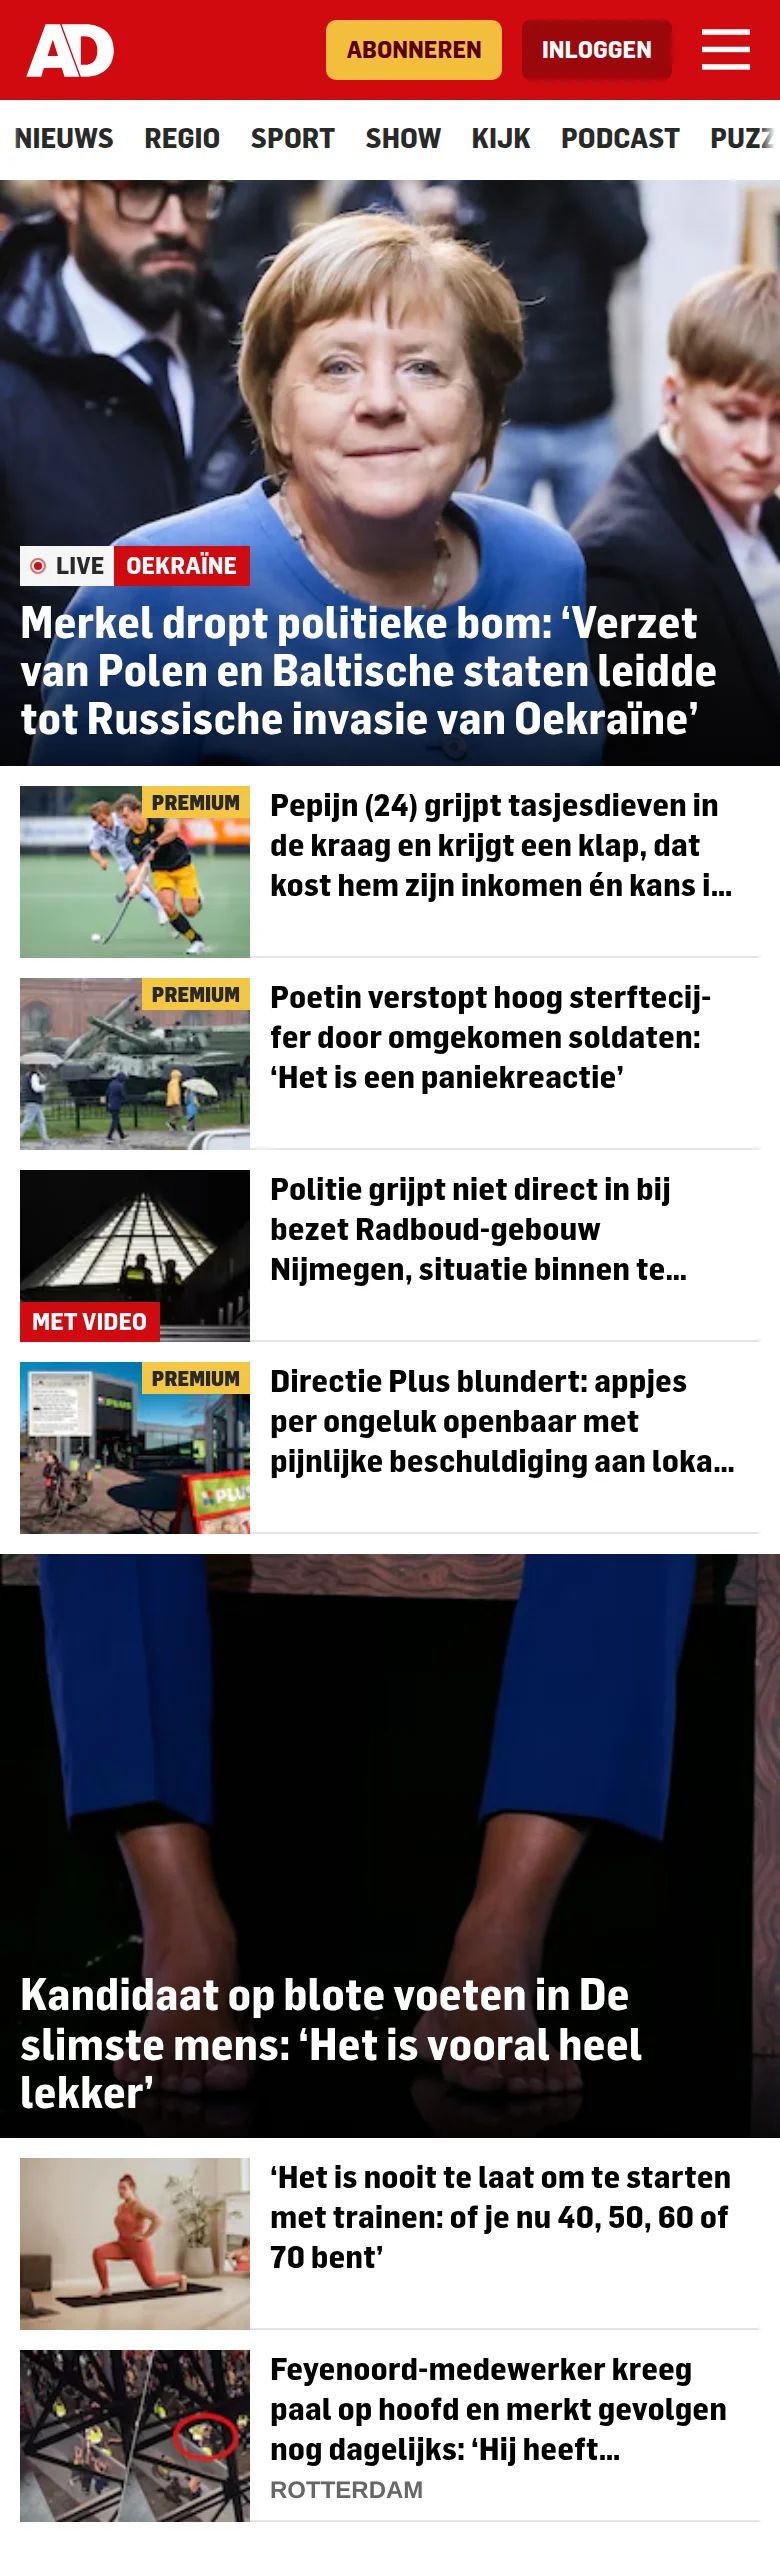 AD
ABONNEREN
INLOGGEN
NIEUWS REGIO SPORT SHOW KIJK PODCAST PUZZ
LIVE OEKRAÏNE
Merkel dropt politieke bom: ‘Verzet
van Polen en Baltische staten leidde
tot Russische invasie van Oekraïne’
PREMIUM
Pepijn (24) grijpt tasjesdieven in
de kraag en krijgt een klap, dat
kost hem zijn inkomen én kans i...
PREMIUM
Poetin verstopt hoog sterftecij-
fer door omgekomen soldaten:
‘Het is een paniekreactie’
MET VIDEO
Politie grijpt niet direct in bij
bezet Radboud-gebouw
Nijmegen, situatie binnen te...
PREMIUM
PLUS
PLUS
Directie Plus blundert: appjes
per ongeluk openbaar met
pijnlijke beschuldiging aan loka...
Kandidaat op blote voeten in De
slimste mens: ‘Het is vooral heel
lekker’
‘Het is nooit te laat om te starten
met trainen: of je nu 40, 50, 60 of
70 bent’
Feyenoord-medewerker kreeg
paal op hoofd en merkt gevolgen
nog dagelijks: ‘Hij heeft...
ROTTERDAM